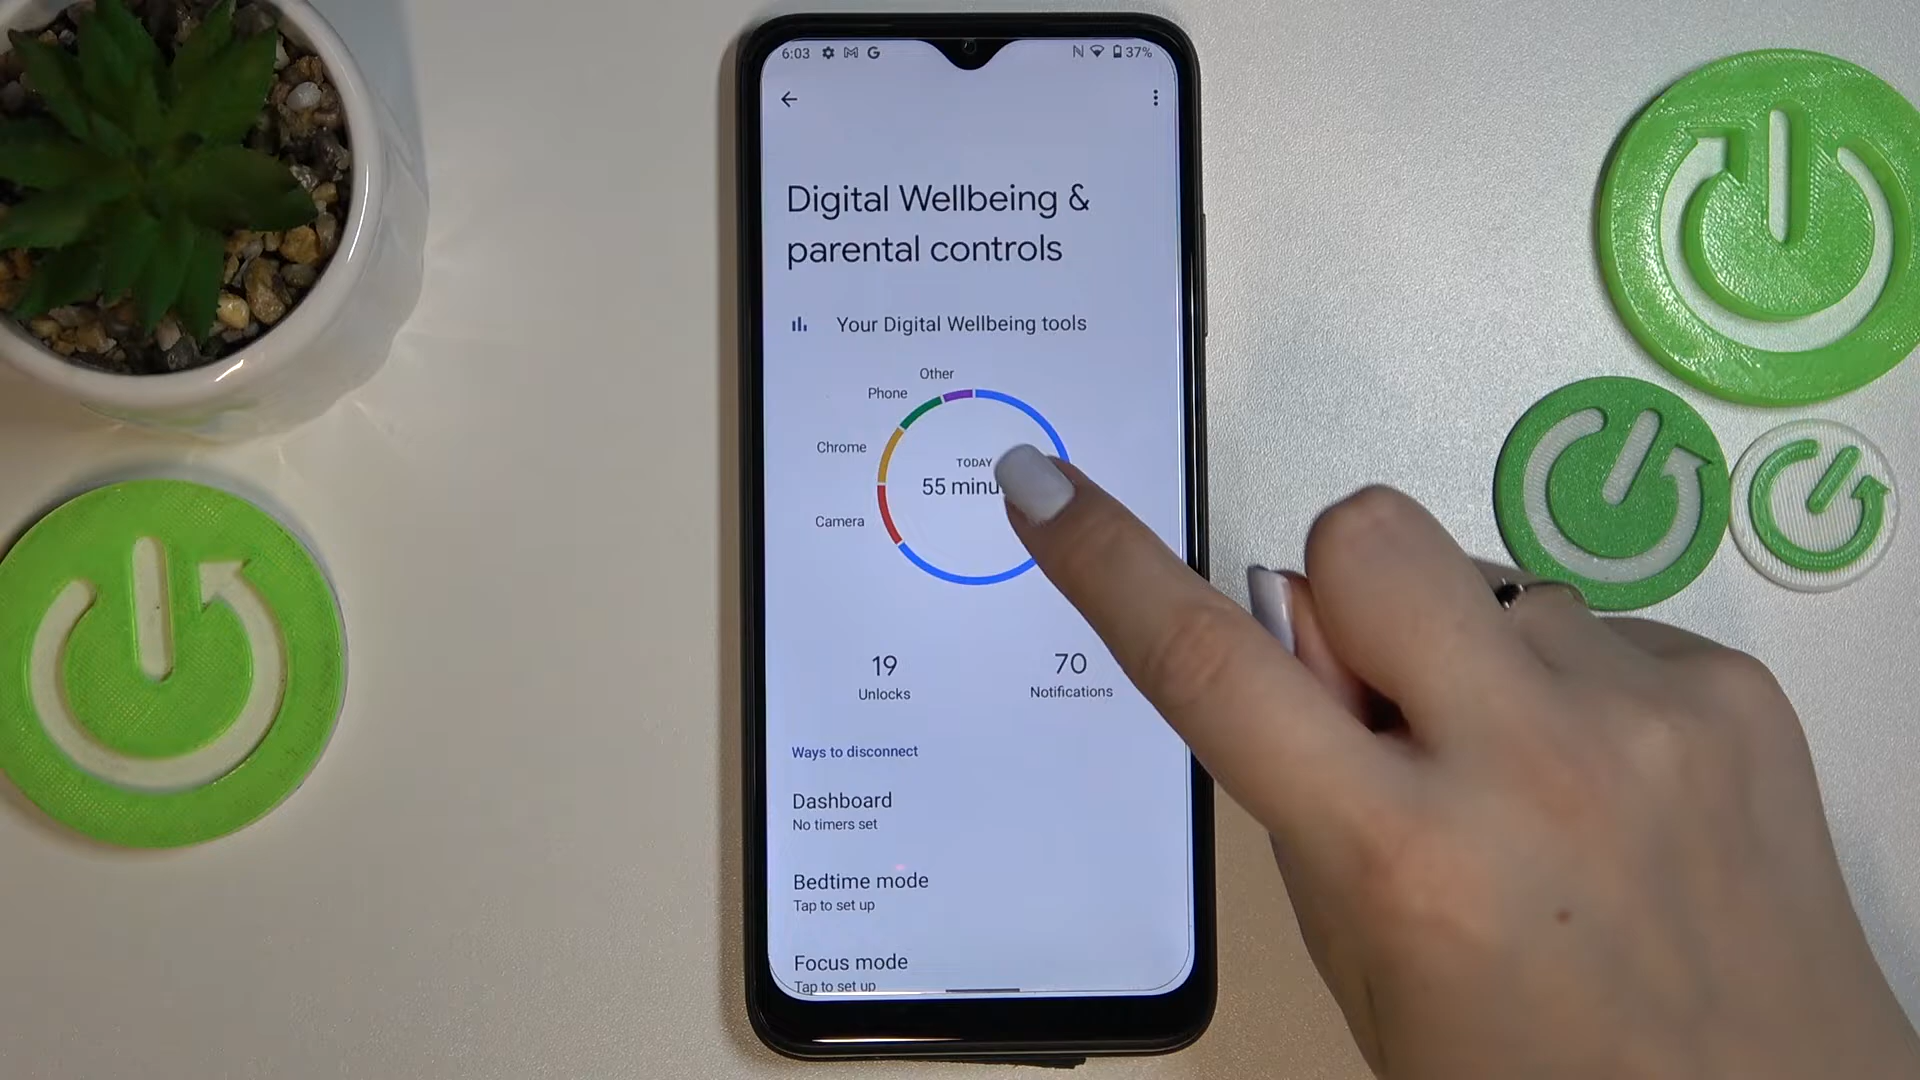 6:03 37%
Digital Wellbeing &
parental controls
Your Digital Wellbeing tools
Other
Phone
Chrome
Camera
TODAY
55
19
Unlocks
70
Notifications
Ways to disconnect
Dashboard
No timers set
Bedtime mode
Tap to set up
Focus mode
Tap to set up